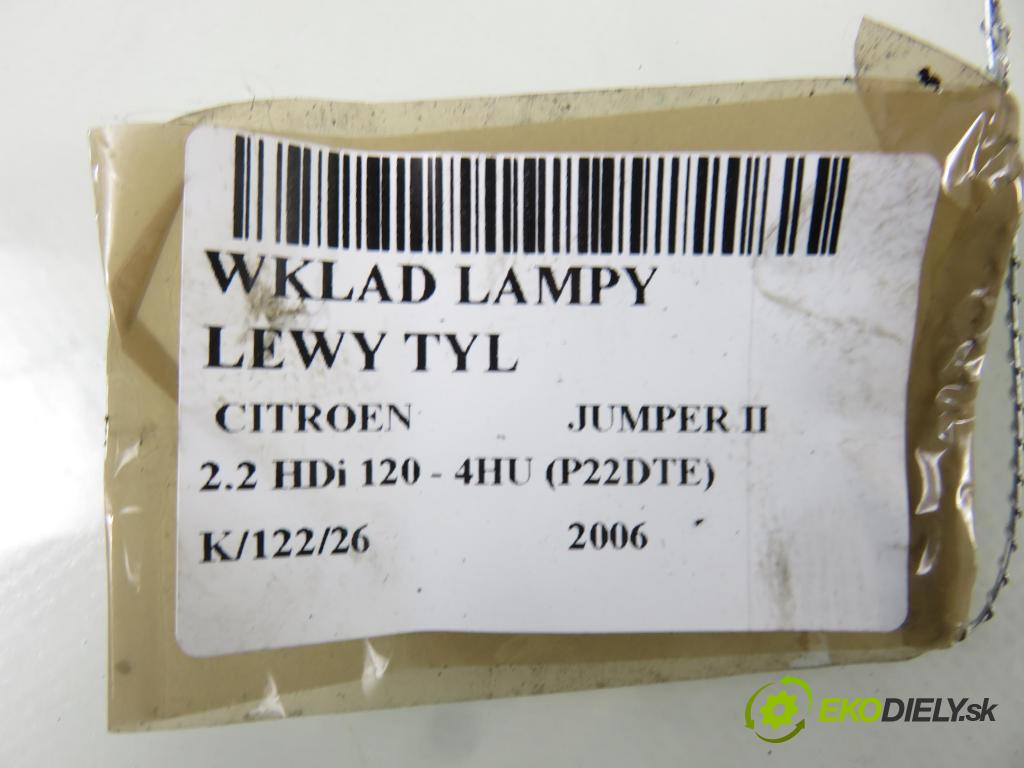 WKLAD LAMPY
LEWY TYL
CITROEN JUMPER II
2.2 HDi 120 - 4HU (P22DTE)
K/122/26 2006
EKODIELY.sk